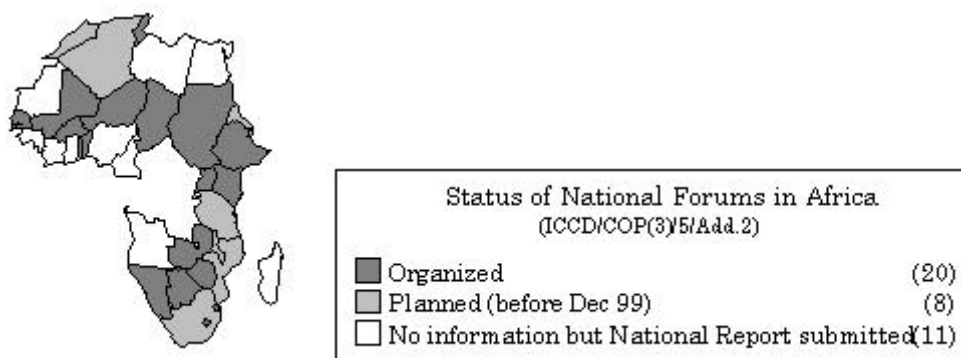 Status of National Forums in Africa
(ICCD/COP(3)/5/Add.2)
Organized (20)
Planned (before Dec 99) (8)
No information but National Report submitted (11)